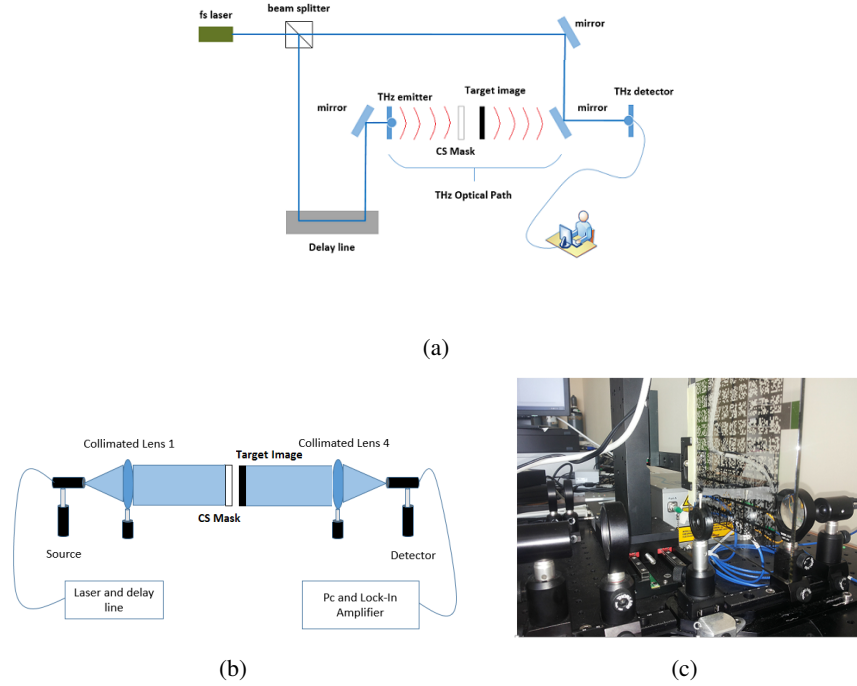 beam splitter
fs laser
mirror
THz emitter
Target image
THz detector
mirror
mirror
CS Mask
THz Optical Path
Delay line
(a)
Collimated Lens 1
Collimated Lens 4
Target Image
CS Mask
Source
Detector
Laser and delay
line
Pc and Lock-In
Amplifier
(b)
(c)